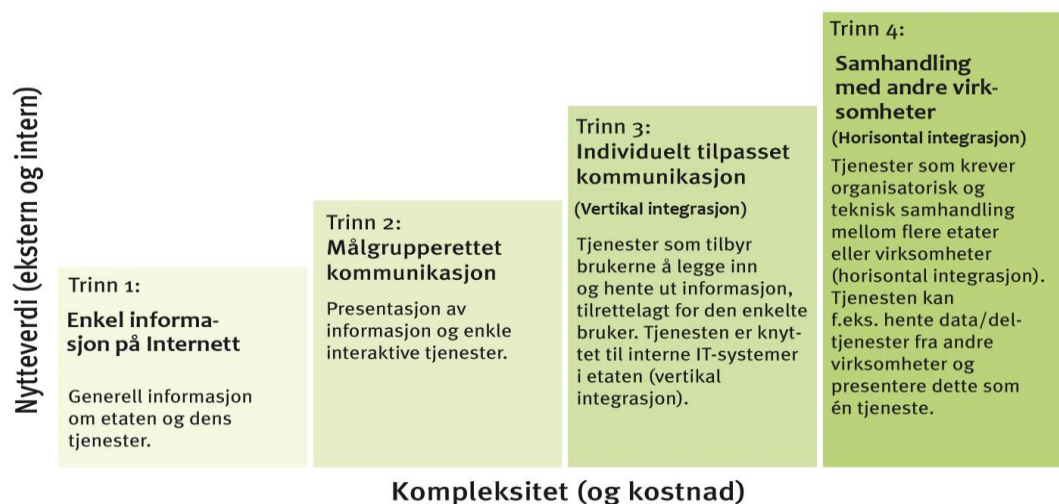 Nytteverdi (ekstern og intern)
Trinn 1:
Enkel informa-
sjon på Internett
Generell informasjon
om etaten og dens
tjenester.
Trinn 2:
Målgrupperettet
kommunikasjon
Presentasjon av
informasjon og enkle
interaktive tjenester.
Trinn 3:
Individuelt tilpasset
kommunikasjon
(Vertikal integrasjon)
Tjenester som tilbyr
brukerne å legge inn
og hente ut informasjon,
tilrettelagt for den enkelte
bruker. Tjenesten er knyt-
tet til interne IT-systemer
i etaten (vertikal
integrasjon).
Trinn 4:
Samhandling
med andre virk-
somheter
(Horisontal integrasjon)
Tjenester som krever
organisatorisk og
teknisk samhandling
mellom flere etater
eller virksomheter
(horisontal integrasjon).
Tjenesten kan
f.eks. hente data/del-
tjenester fra andre
virksomheter og
presentere dette som
én tjeneste.
Kompleksitet (og kostnad)